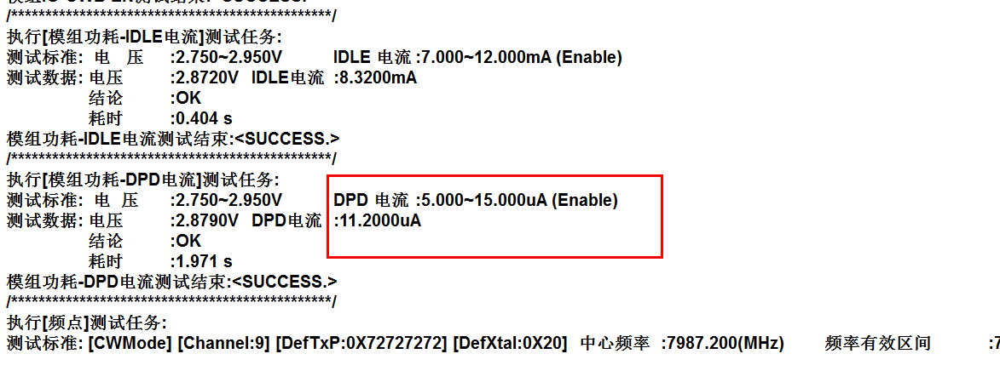 /***********************************************/
执行[模组功耗-IDLE电流]测试任务:
测试标准: 电 压 :2.750~2.950V IDLE 电流 :7.000~12.000mA (Enable)
测试数据: 电压 :2.8720V IDLE电流 :8.3200mA
结论 :OK
耗时 :0.404 s
模组功耗-IDLE电流测试结束:<SUCCESS.>
/***********************************************/
执行[模组功耗-DPD电流]测试任务:
测试标准: 电 压 :2.750~2.950V DPD 电流 :5.000~15.000uA (Enable)
测试数据: 电压 :2.8790V DPD电流 :11.2000uA
结论 :OK
耗时 :1.971 s
模组功耗-DPD电流测试结束:<SUCCESS.>
/***********************************************/
执行[频点]测试任务:
测试标准: [CWMode] [Channel:9] [DefTxP:0X72727272] [DefXtal:0X20] 中心频率 :7987.200(MHz) 频率有效区间 :7